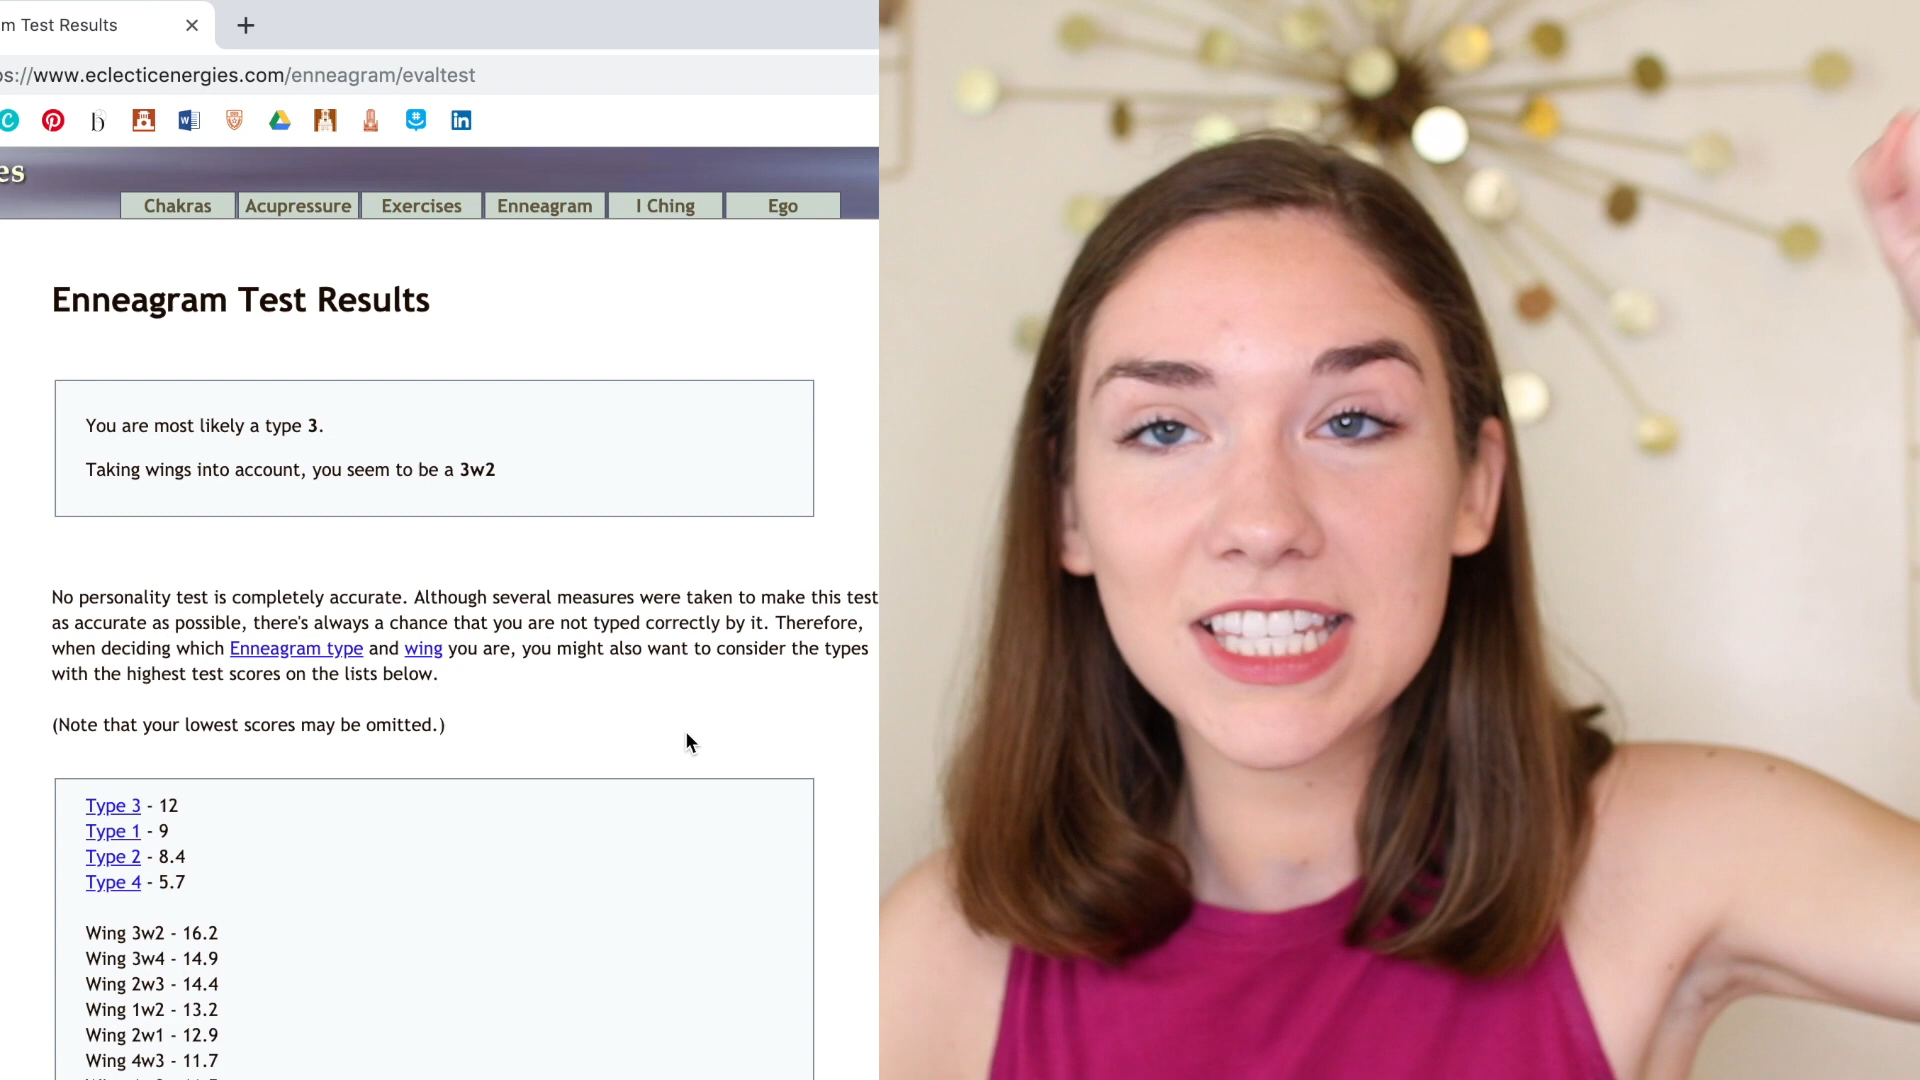 m Test Results
ps://www.eclecticenergies.com/enneagram/evaltest
es
Chakras Acupressure Exercises Enneagram I Ching Ego
Enneagram Test Results
You are most likely a type 3.
Taking wings into account, you seem to be a 3w2
No personality test is completely accurate. Although several measures were taken to make this test
as accurate as possible, there's always a chance that you are not typed correctly by it. Therefore,
when deciding which Enneagram type and wing you are, you might also want to consider the types
with the highest test scores on the lists below.
(Note that your lowest scores may be omitted.)
Type 3 - 12
Type 1 - 9
Type 2 - 8.4
Type 4 - 5.7
Wing 3w2 - 16.2
Wing 3w4 - 14.9
Wing 2w3 - 14.4
Wing 1w2 - 13.2
Wing 2w1 - 12.9
Wing 4w3 - 11.7